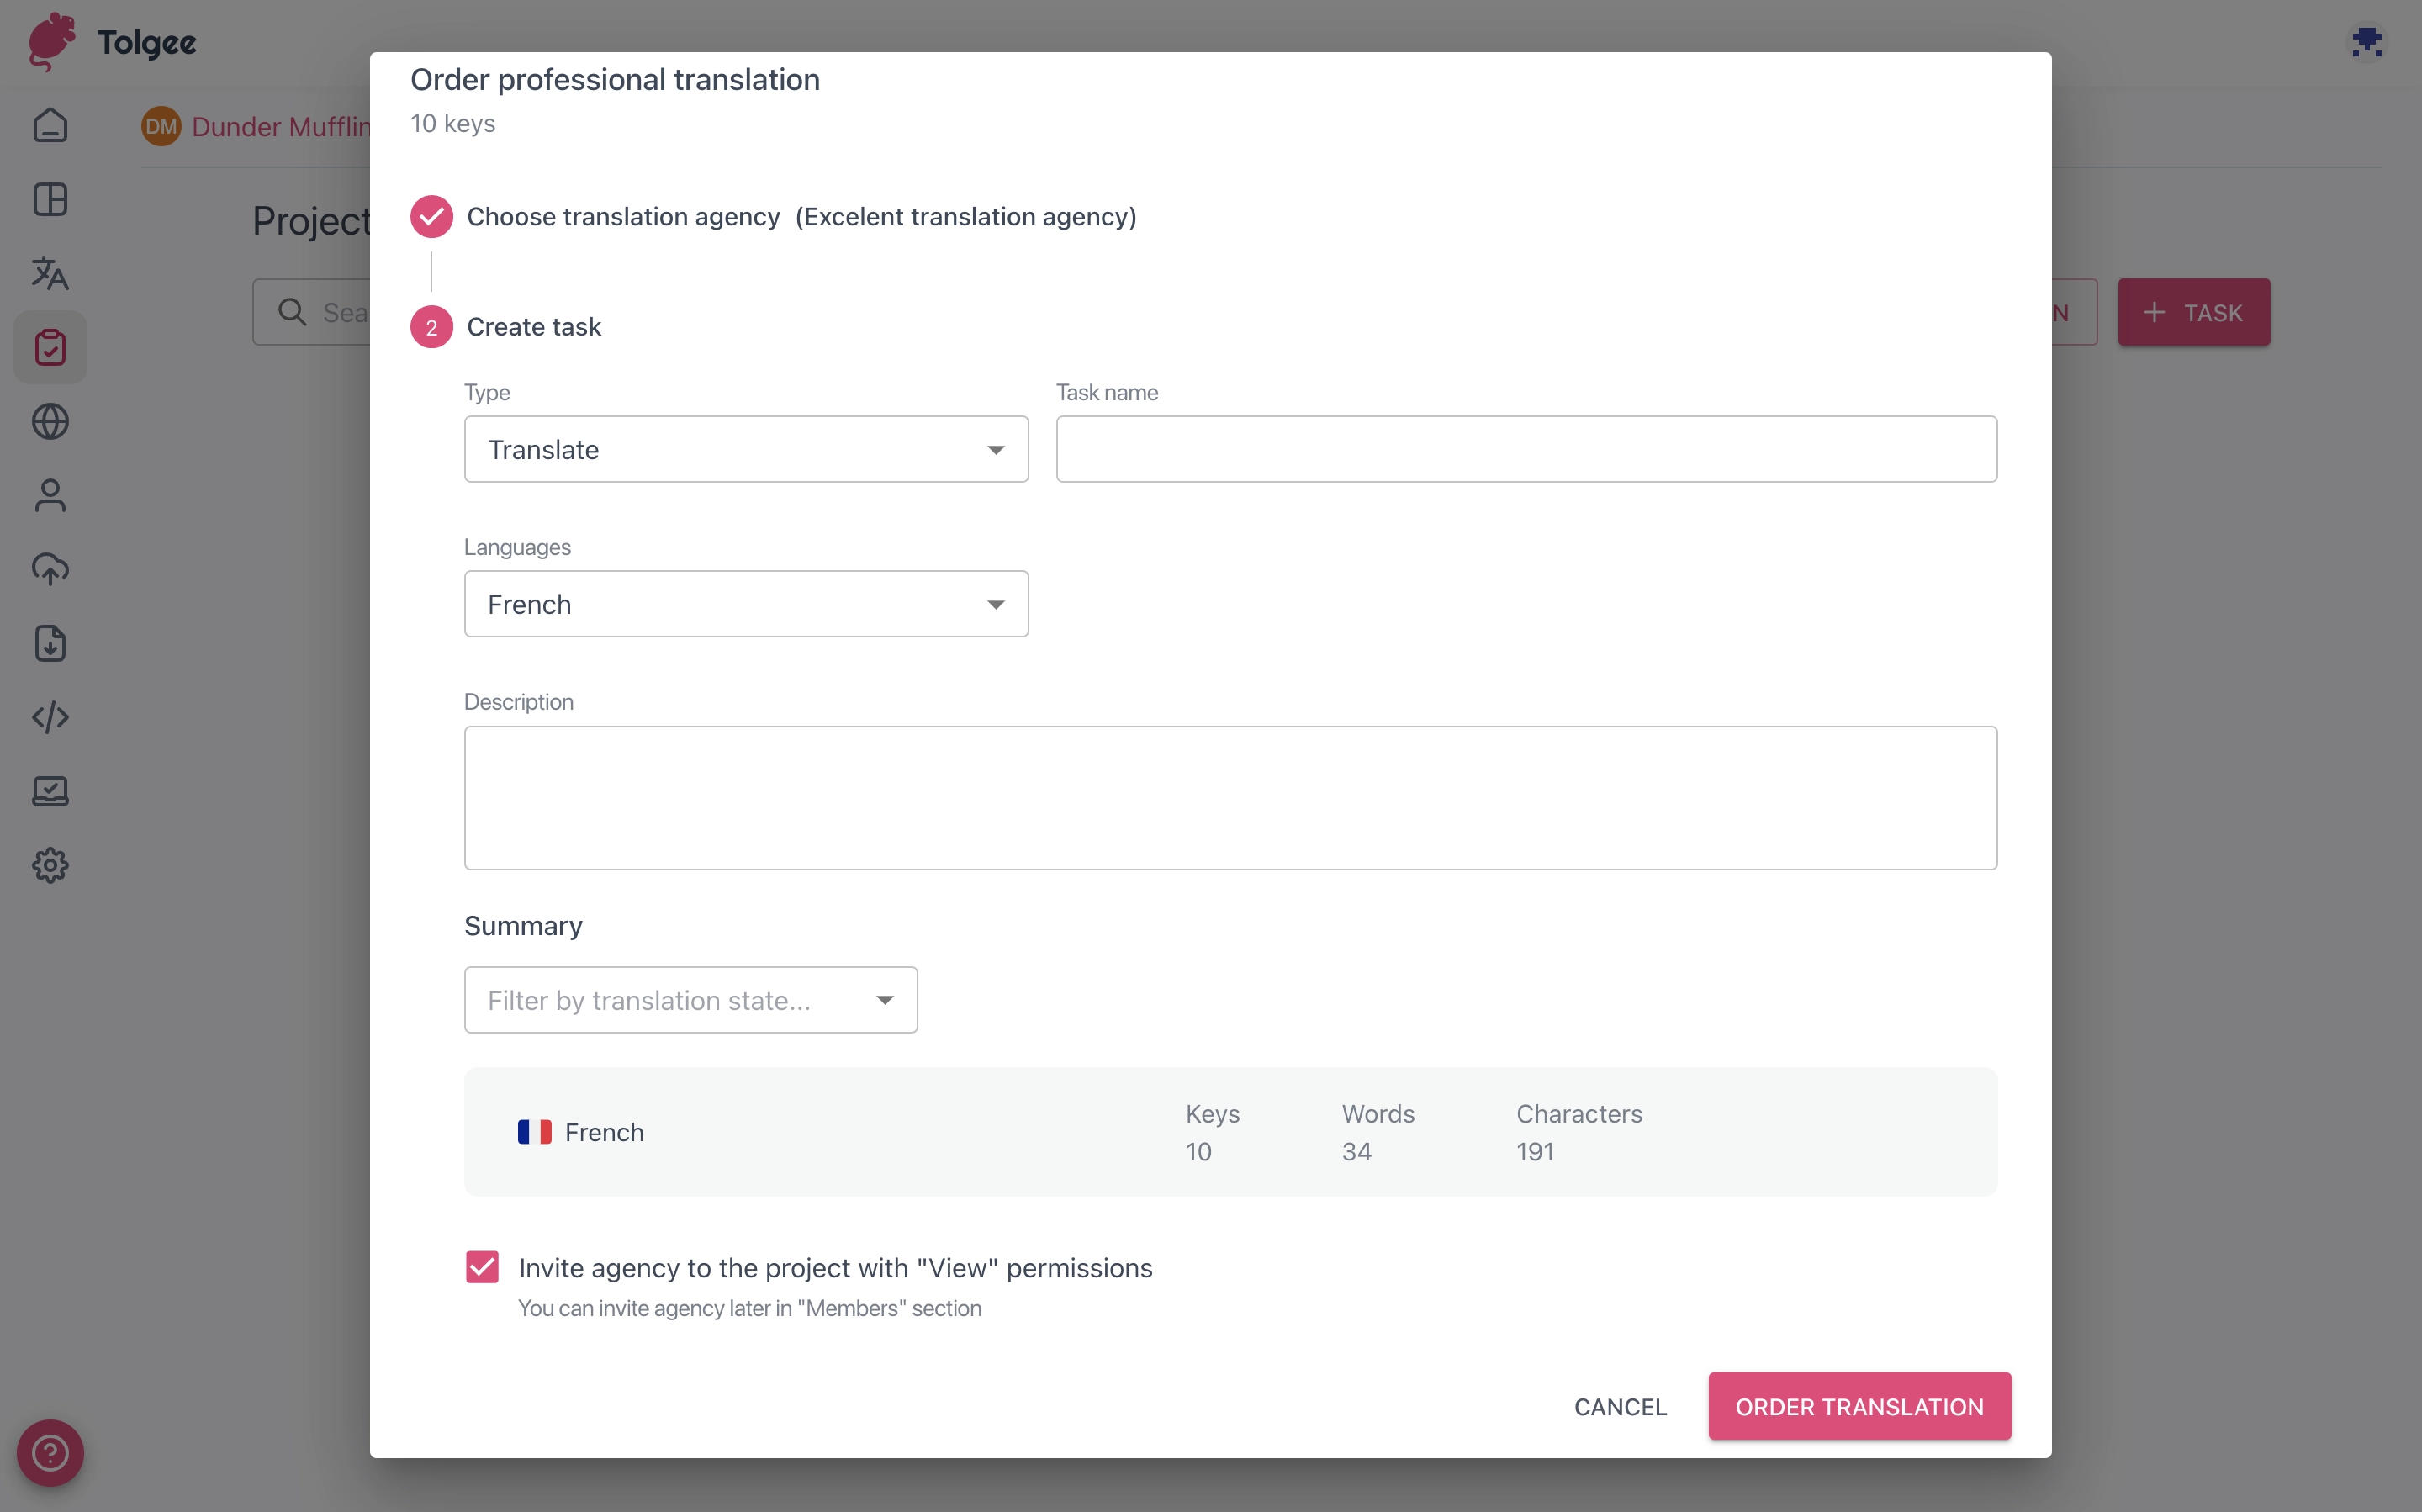 Tolgee
Order professional translation
10 keys
DM Dunder Mufflin
Project
Choose translation agency (Excelent translation agency)
Sea
N
+ TASK
2 Create task
Type
Task name
Translate
Languages
French
Description
Summary
Filter by translation state...
French
Keys
Words
Characters
10
34
191
Invite agency to the project with "View" permissions
You can invite agency later in "Members" section
CANCEL
ORDER TRANSLATION
?